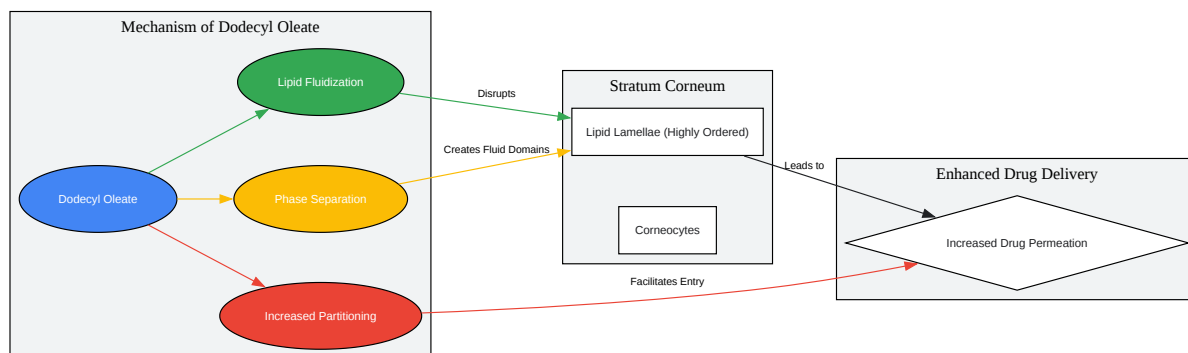 Mechanism of Dodecyl Oleate
Lipid Fluidization
Dodecyl Oleate
Phase Separation
Increased Partitioning
Disrupts
Creates Fluid Domains
Stratum Corneum
Lipid Lamellae (Highly Ordered)
Corneocytes
Leads to
Facilitates Entry
Enhanced Drug Delivery
Increased Drug Permeation